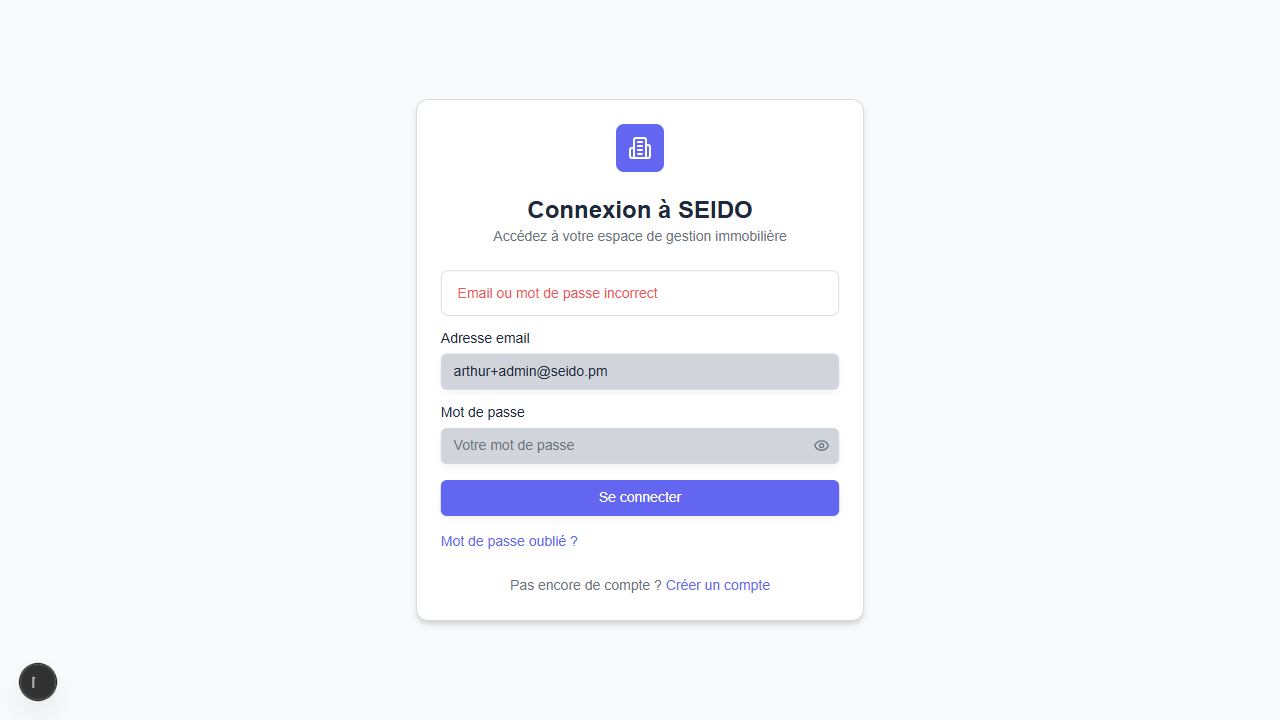 Connexion à SEIDO
Accédez à votre espace de gestion immobilière
Email ou mot de passe incorrect
Adresse email
arthur+admin@seido.pm
Mot de passe
Votre mot de passe
Se connecter
Mot de passe oublié ?
Pas encore de compte ? Créer un compte